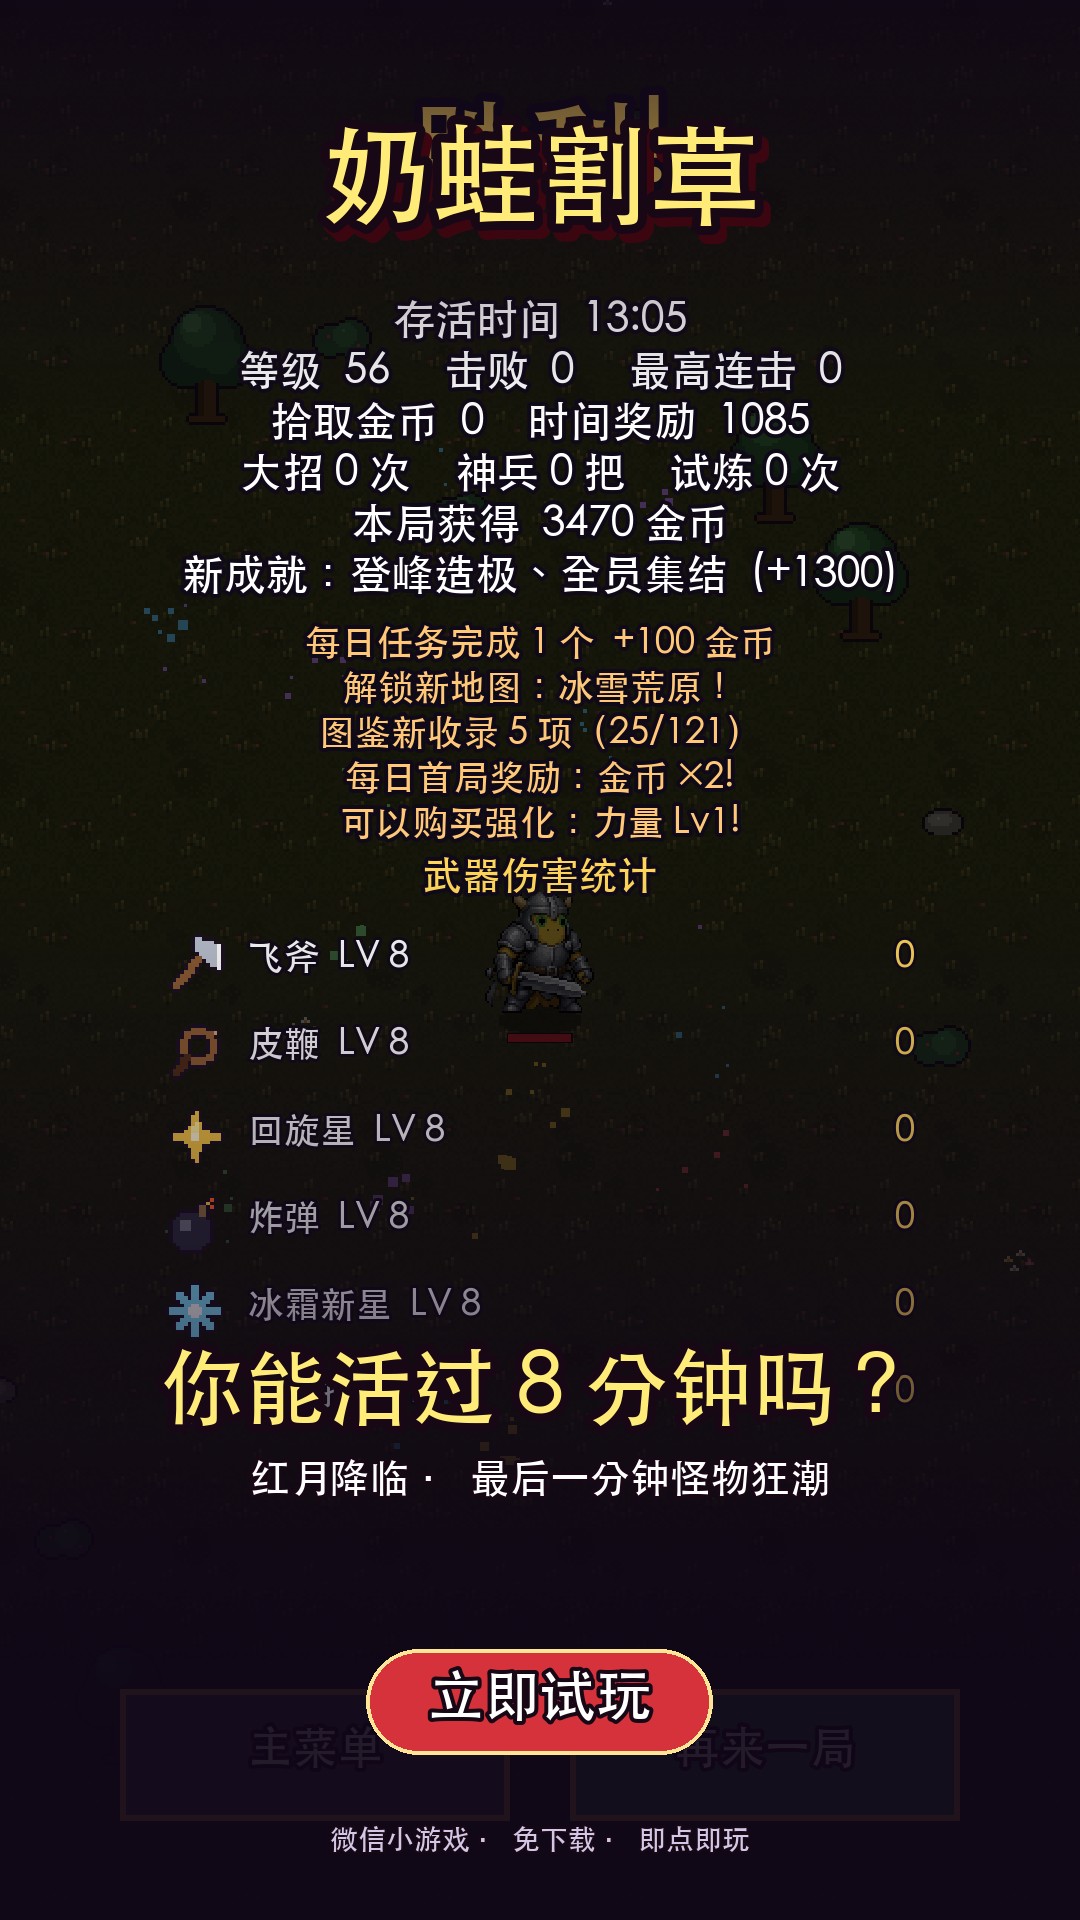 奶蛙割草
存活时间 13:05
等级 56 击败 0 最高连击 0
拾取金币 0 时间奖励 1085
大招 0 次 神兵 0 把 试炼 0 次
本局获得 3470 金币
新成就：登峰造极、全员集结 (+1300)
每日任务完成 1 个 +100 金币
解锁新地图：冰雪荒原！
图鉴新收录 5 项 (25/121)
每日首局奖励：金币 ×2!
可以购买强化：力量 Lv1!
武器伤害统计
飞斧 LV 8 0
皮鞭 LV 8 0
回旋星 LV 8 0
炸弹 LV 8 0
冰霜新星 LV 8 0
你能活过 8 分钟吗？
0
红月降临· 最后一分钟怪物狂潮
立即试玩
主菜单 再来一局
微信小游戏· 免下载· 即点即玩